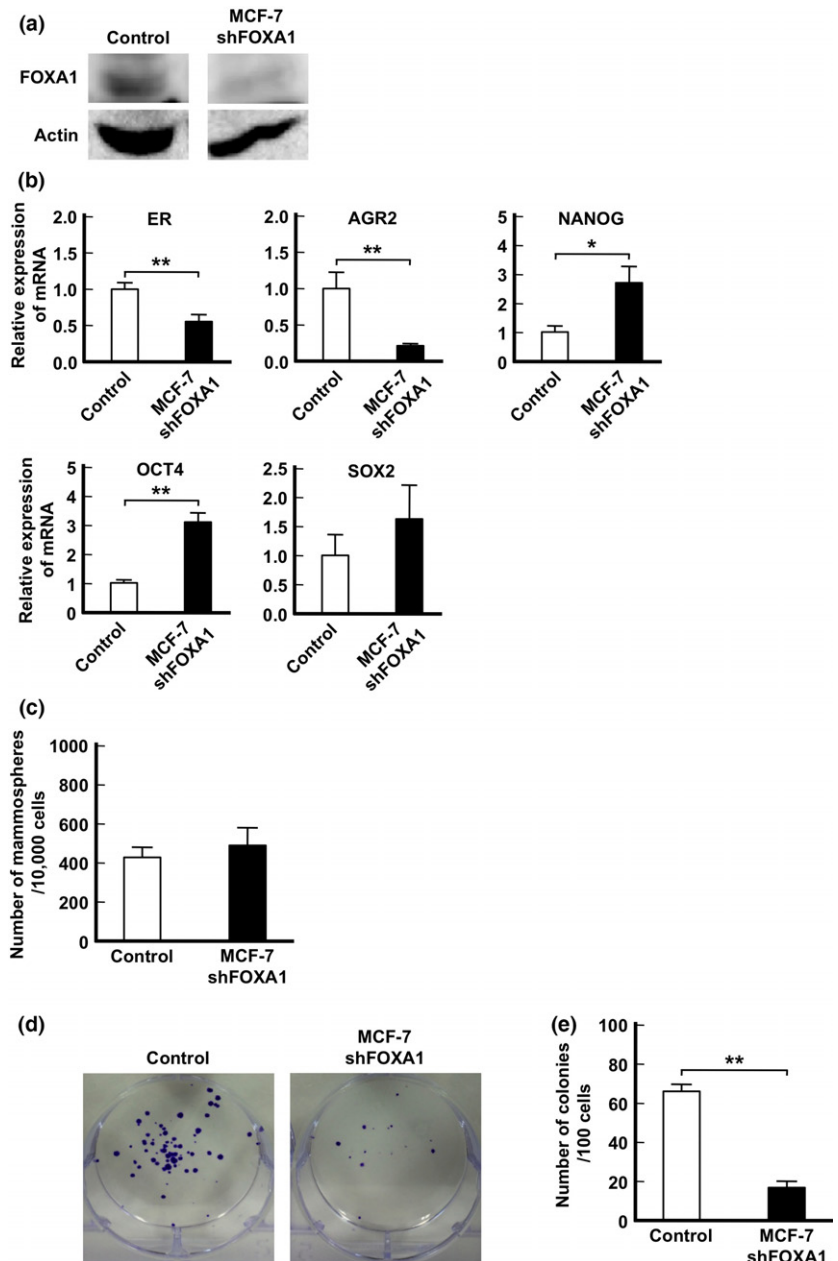 (a)
Control
MCF-7
shFOXA1
FOXA1
Actin
(b)
Relative expression
of mRNA
ER
2.0
1.5
1.0
0.5
0.0
**
Control
MCF-7
shFOXA1
AGR2
2.0
1.5
1.0
0.5
0.0
**
Control
MCF-7
shFOXA1
NANOG
5
4
3
2
1
0
*
Control
MCF-7
shFOXA1
Relative expression
of mRNA
OCT4
5
4
3
2
1
0
**
Control
MCF-7
shFOXA1
SOX2
2.5
2.0
1.5
1.0
0.5
0.0
Control
MCF-7
shFOXA1
(c)
Number of mammospheres
/10,000 cells
1000
800
600
400
200
0
Control
MCF-7
shFOXA1
(d)
Control
MCF-7
shFOXA1
(e)
Number of colonies
/100 cells
100
80
60
40
20
0
**
Control
MCF-7
shFOXA1